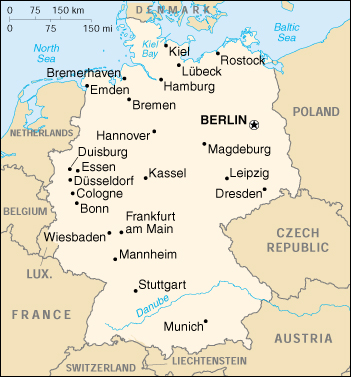 DENMARK
0 75 150 km
0 75 150 mi
North
Sea
Baltic
Sea
Kiel
Bay
Kiel
Rostock
Lübeck
Bremerhaven
Hamburg
Emden
Bremen
POLAND
BERLIN
NETHERLANDS
Hannover
Magdeburg
Duisburg
Essen
Kassel
Leipzig
Düsseldorf
Dresden
Cologne
Bonn
BELGIUM
Frankfurt
am Main
Wiesbaden
CZECH
REPUBLIC
Mannheim
LUX.
Stuttgart
Danube
FRANCE
Munich
AUSTRIA
LIECHTENSTEIN
SWITZERLAND